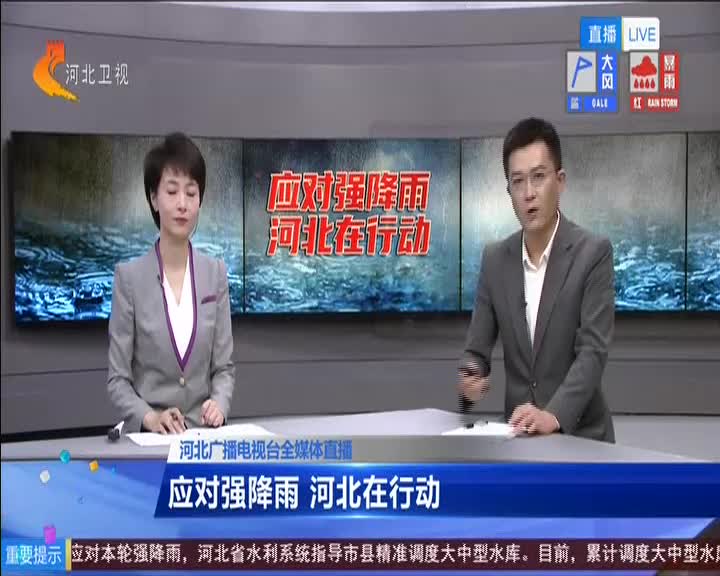 直播 LIVE
河北卫视
大风
蓝 GALE
暴雨
红 RAIN STORM
应对强降雨
河北在行动
河北广播电视台全媒体直播
应对强降雨 河北在行动
重要提示 应对本轮强降雨，河北省水利系统指导市县精准调度大中型水库。目前，累计调度大中型水